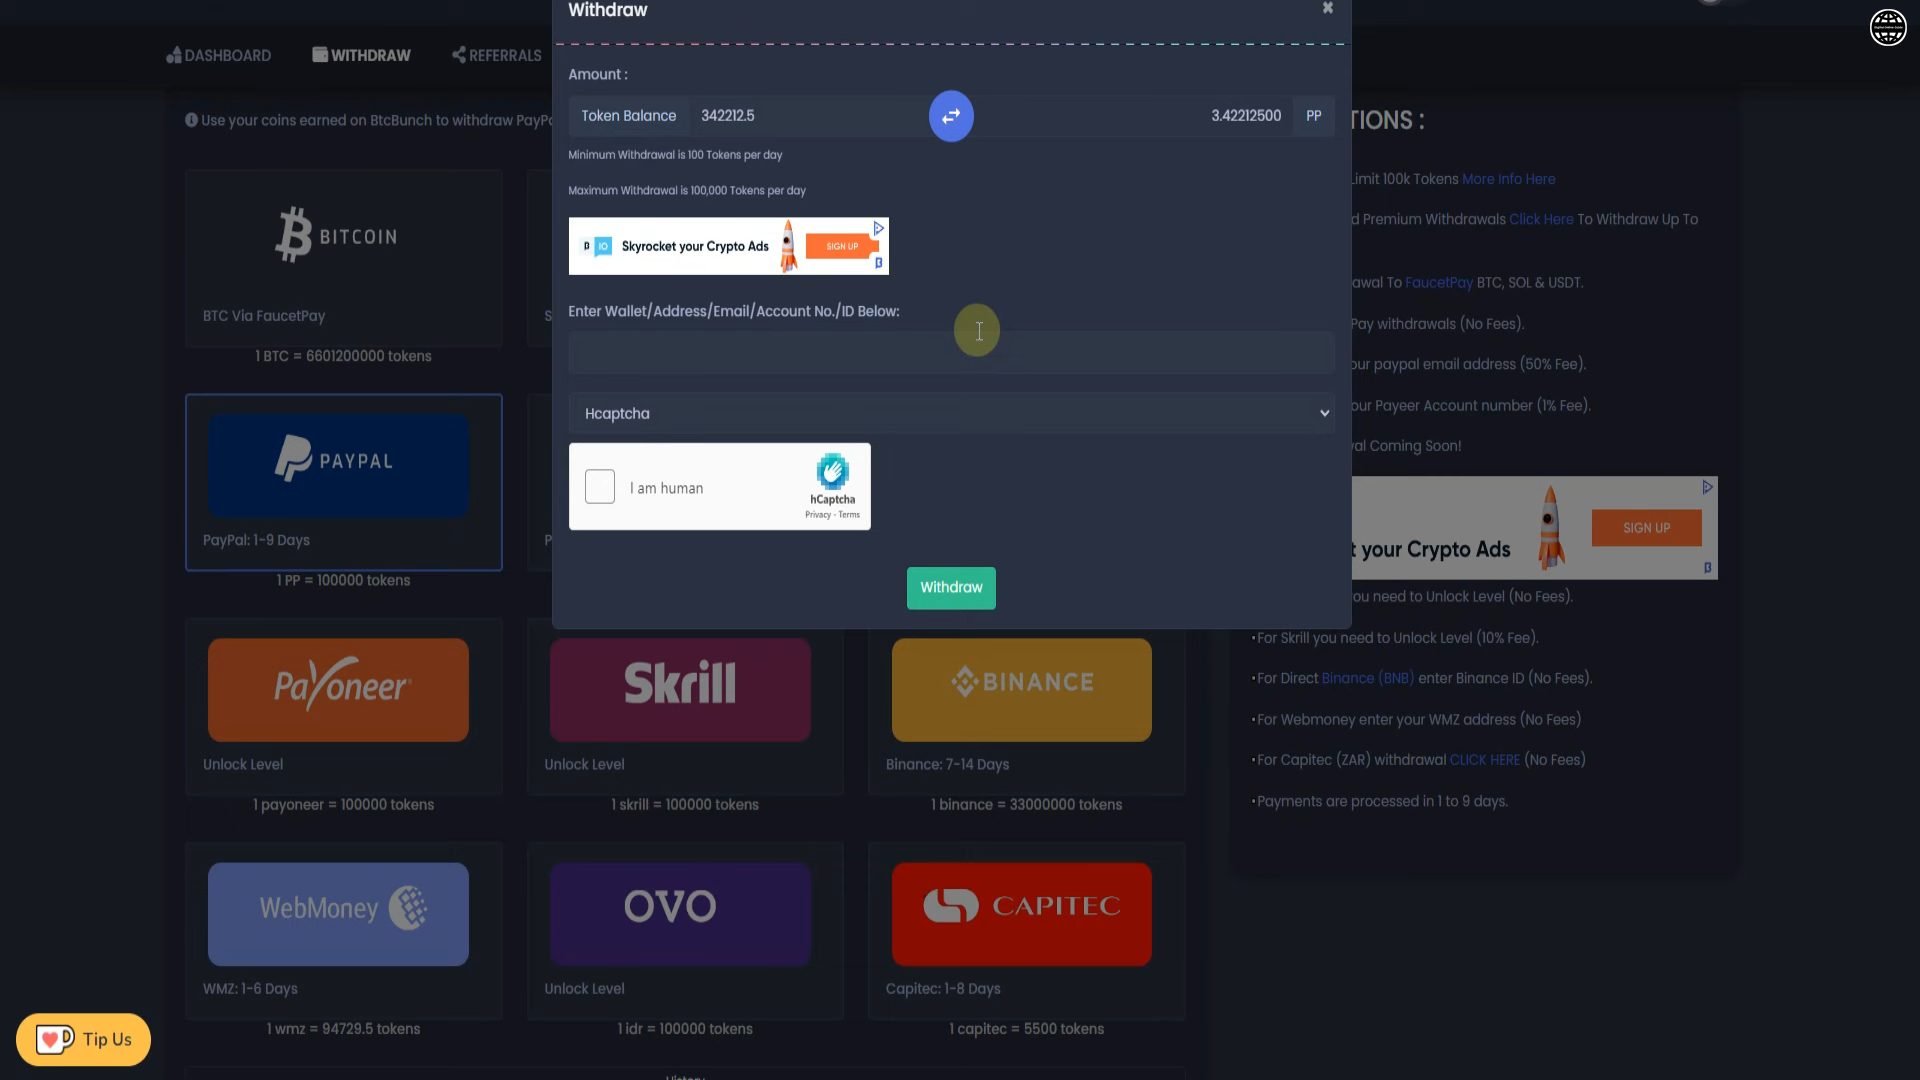 Withdraw
DASHBOARD
WITHDRAW
REFERRALS
Amount :
Token Balance 342212.5
3.42212500 PP
Minimum Withdrawal is 100 Tokens per day
Maximum Withdrawal is 100,000 Tokens per day
B IO Skyrocket your Crypto Ads SIGN UP
Enter Wallet/Address/Email/Account No./ID Below:
Hcaptcha
I am human
hCaptcha
Privacy - Terms
Withdraw
Use your coins earned on BtcBunch to withdraw PayP
BITCOIN
BTC Via FaucetPay
1 BTC = 6601200000 tokens
PAYPAL
PayPal: 1-9 Days
1 PP = 100000 tokens
Payoneer
Unlock Level
1 payoneer = 100000 tokens
Skrill
Unlock Level
1 skrill = 100000 tokens
BINANCE
Binance: 7-14 Days
1 binance = 33000000 tokens
WebMoney
WMZ: 1-6 Days
1 wmz = 94729.5 tokens
OVO
Unlock Level
1 idr = 100000 tokens
CAPITEC
Capitec: 1-8 Days
1 capitec = 5500 tokens
TIONS :
imit 100k Tokens More Info Here
d Premium Withdrawals Click Here To Withdraw Up To
awal To FaucetPay BTC, SOL & USDT.
Pay withdrawals (No Fees).
our paypal email address (50% Fee).
our Payeer Account number (1% Fee).
al Coming Soon!
t your Crypto Ads
SIGN UP
ou need to Unlock Level (No Fees).
•For Skrill you need to Unlock Level (10% Fee).
•For Direct Binance (BNB) enter Binance ID (No Fees).
•For Webmoney enter your WMZ address (No Fees)
•For Capitec (ZAR) withdrawal CLICK HERE (No Fees)
•Payments are processed in 1 to 9 days.
Tip Us